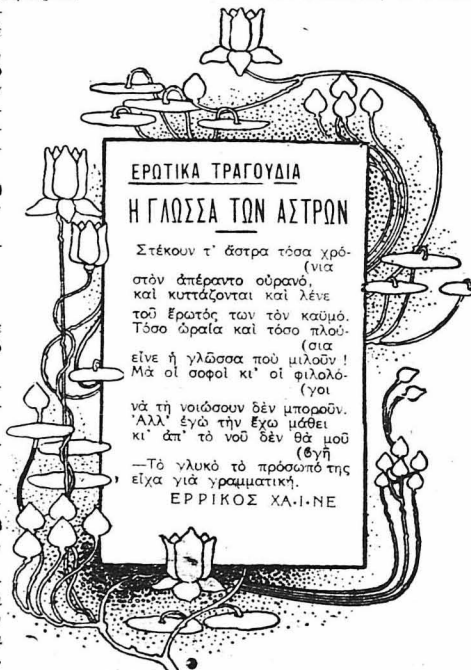 ΕΡΩΤΙΚΑ ΤΡΑΓΟΥΔΙΑ
Η ΓΛΩΣΣΑ ΤΩΝ ΑΣΤΡΩΝ
Στέκουν τ' ἄστρα τόσα χρό-
(νια
στὸν ἀπέραντο οὐρανό,
καὶ κυττάζονται καὶ λένε
τοῦ ἔρωτός των τὸν καϋμό.
Τόσο ὡραία καὶ τόσο πλού-
(σια
εἶνε ἡ γλῶσσα ποὺ μιλοῦν !
Μὰ οἱ σοφοὶ κι' οἱ φιλολό-
(γοι
νὰ τὴ νοιώσουν δὲν μποροῦν.
Ἀλλ' ἐγὼ τὴν ἔχω μάθει
κι' ἀπ' τὸ νοῦ δὲν θὰ μοῦ
(βγῆ
—Τὸ γλυκὸ τὸ πρόσωπό της
εἶχα γιὰ γραμματική.
ΕΡΡΙΚΟΣ ΧΑ·Ι·ΝΕ